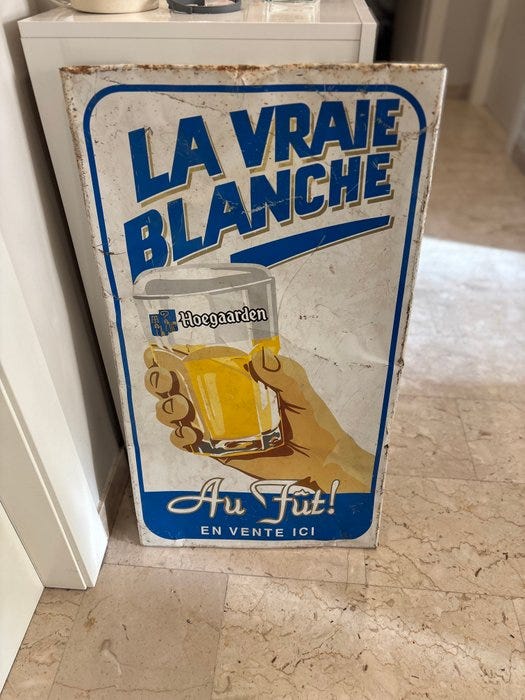 LA VRAIE
BLANCHE
Hoegaarden
Au Fût!
EN VENTE ICI